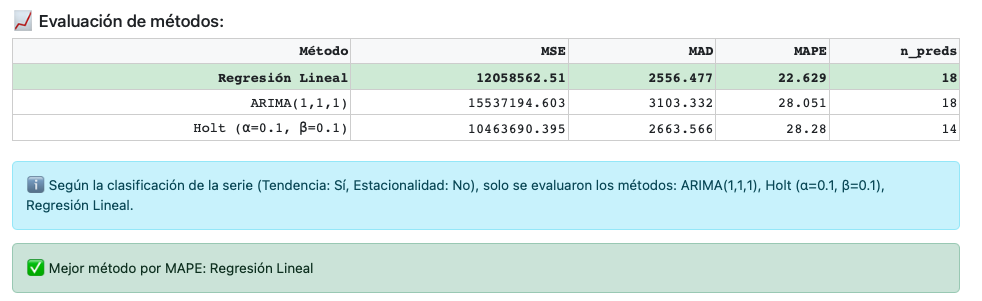 📈 Evaluación de métodos:
Método MSE MAD MAPE n_preds
Regresión Lineal 12058562.51 2556.477 22.629 18
ARIMA(1,1,1) 15537194.603 3103.332 28.051 18
Holt (α=0.1, β=0.1) 10463690.395 2663.566 28.28 14
ℹ️ Según la clasificación de la serie (Tendencia: Sí, Estacionalidad: No), solo se evaluaron los métodos: ARIMA(1,1,1), Holt (α=0.1, β=0.1),
Regresión Lineal.
✅ Mejor método por MAPE: Regresión Lineal